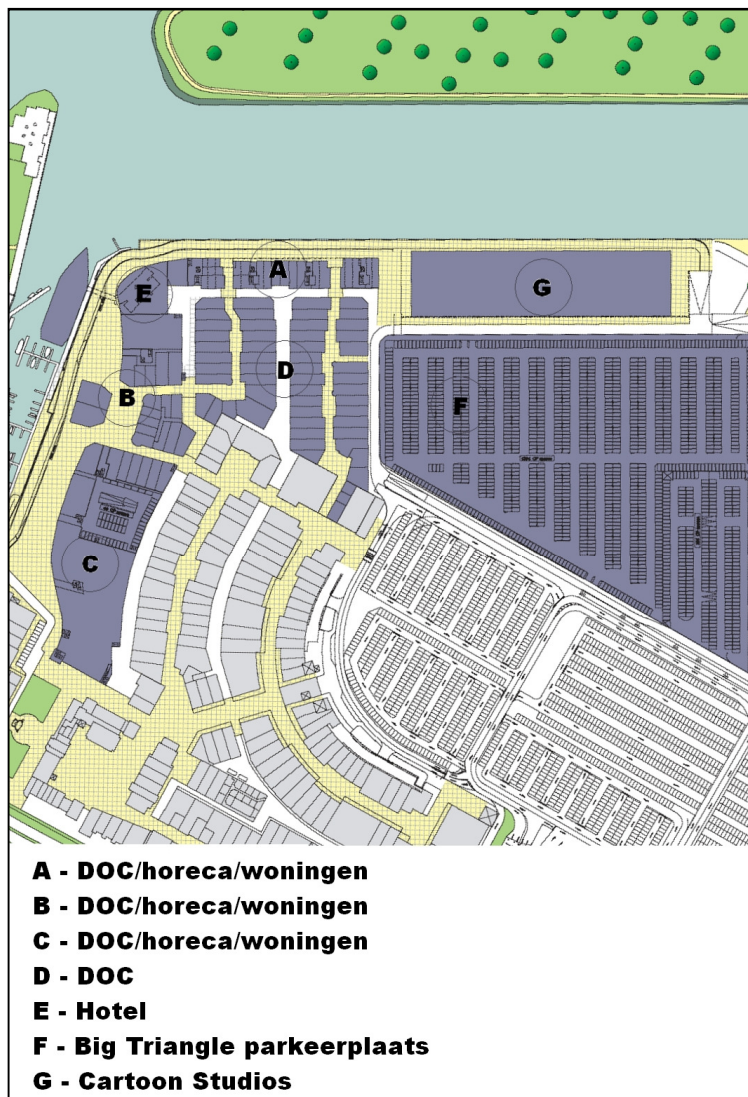 A
G
E
D
B
F
C
A - DOC/horeca/woningen
B - DOC/horeca/woningen
C - DOC/horeca/woningen
D - DOC
E - Hotel
F - Big Triangle parkeerplaats
G - Cartoon Studios